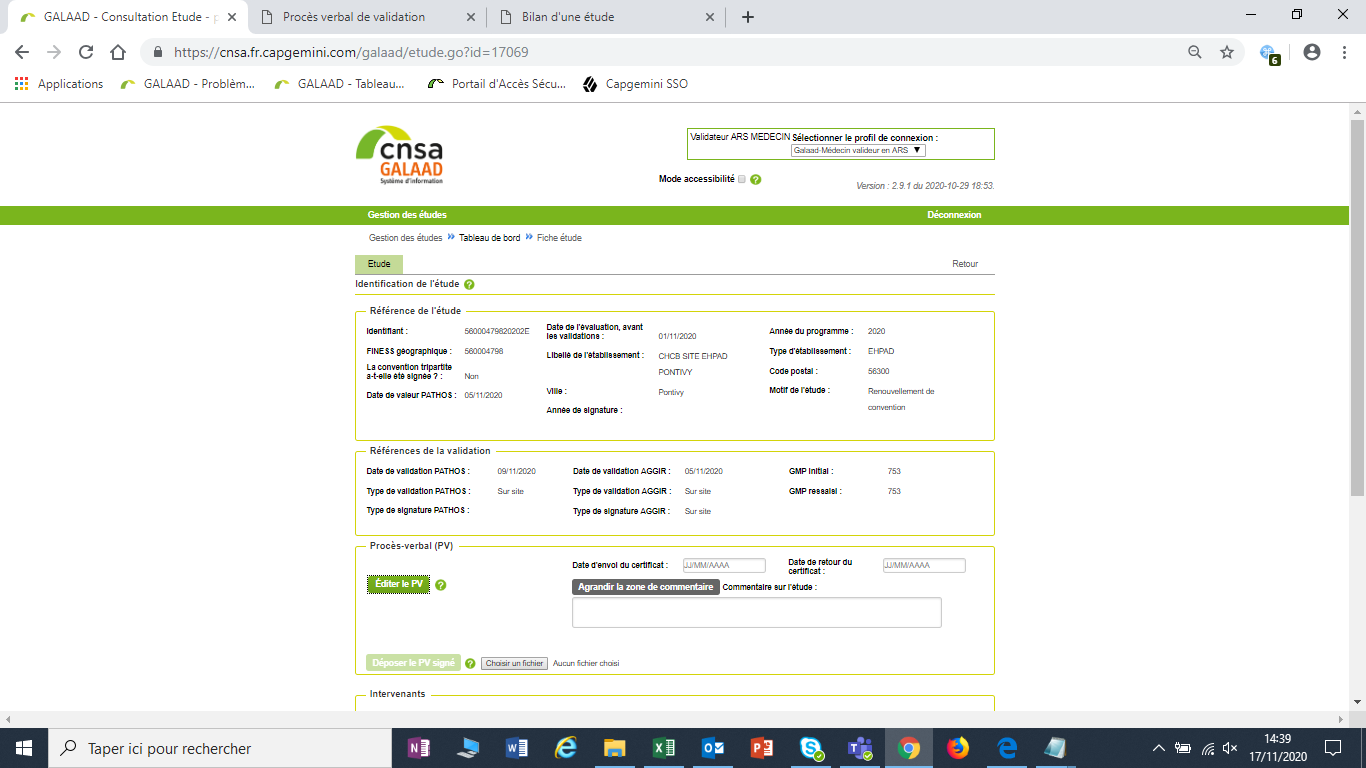 GALAAD - Consultation Etude - p
Procès verbal de validation
Bilan d'une étude
https://cnsa.fr.capgemini.com/galaad/etude.go?id=17069
6
Applications
GALAAD - Problèm...
GALAAD - Tableau...
Portail d'Accès Sécu...
Capgemini SSO
cnsa
GALAAD
Système d'information
Validateur ARS MEDECIN Sélectionner le profil de connexion :
Galaad-Médecin valideur en ARS
Mode accessibilité
Version : 2.9.1 du 2020-10-29 18:53.
Gestion des études
Déconnexion
Gestion des études » Tableau de bord » Fiche étude
Etude
Retour
Identification de l'étude
Référence de l'étude
Identifiant : 56000479820202E
Date de l'évaluation, avant les validations : 01/11/2020
Année du programme : 2020
FINESS géographique : 560004798
Libellé de l'établissement : CHCB SITE EHPAD PONTIVY
Type d'établissement : EHPAD
La convention tripartite a-t-elle été signée ? : Non
Code postal : 56300
Date de valeur PATHOS : 05/11/2020
Ville : Pontivy
Motif de l'étude : Renouvellement de convention
Année de signature :
Références de la validation
Date de validation PATHOS : 09/11/2020
Date de validation AGGIR : 05/11/2020
GMP initial : 753
Type de validation PATHOS : Sur site
Type de validation AGGIR : Sur site
GMP ressaisi : 753
Type de signature PATHOS :
Type de signature AGGIR : Sur site
Procès-verbal (PV)
Date d'envoi du certificat : JJ/MM/AAAA
Date de retour du certificat : JJ/MM/AAAA
Éditer le PV
Agrandir la zone de commentaire Commentaire sur l'étude :
Déposer le PV signé
Choisir un fichier Aucun fichier choisi
Intervenants
Taper ici pour rechercher
14:39
17/11/2020